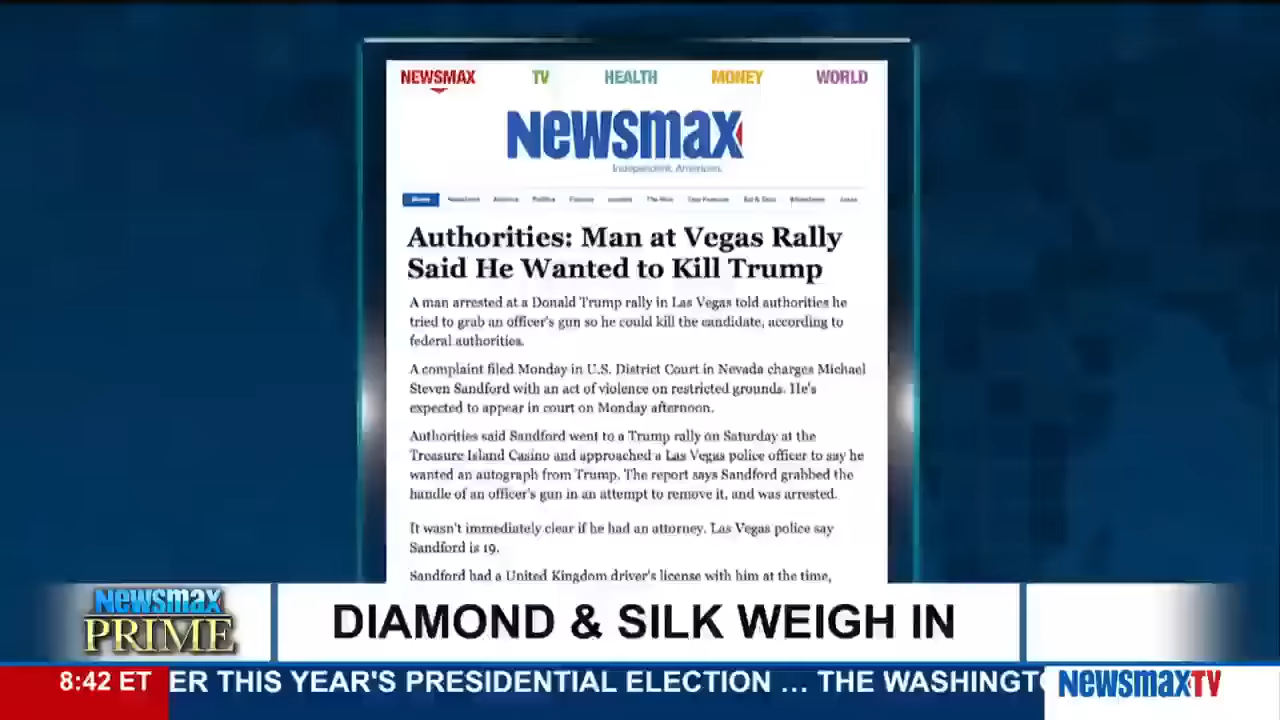 NEWSMAX TV HEALTH MONEY WORLD
Newsmax
Independent. American.
Home Politics
Authorities: Man at Vegas Rally
Said He Wanted to Kill Trump
A man arrested at a Donald Trump rally in Las Vegas told authorities he
tried to grab an officer's gun so he could kill the candidate, according to
federal authorities.
A complaint filed Monday in U.S. District Court in Nevada charges Michael
Steven Sandford with an act of violence on restricted grounds. He's
expected to appear in court on Monday afternoon.
Authorities said Sandford went to a Trump rally on Saturday at the
Treasure Island Casino and approached a Las Vegas police officer to say he
wanted an autograph from Trump. The report says Sandford grabbed the
handle of an officer's gun in an attempt to remove it, and was arrested.
It wasn't immediately clear if he had an attorney. Las Vegas police say
Sandford is 19.
Sandford had a United Kingdom driver's license with him at the time,
Newsmax
PRIME
DIAMOND & SILK WEIGH IN
8:42 ET ER THIS YEAR'S PRESIDENTIAL ELECTION ... THE WASHINGT NewsmaxTV